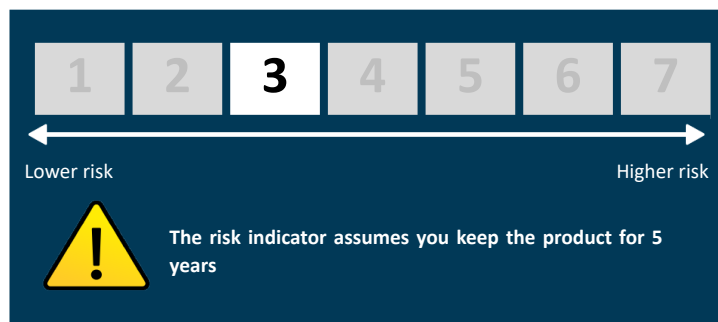 1 2 3 4 5 6 7
Lower risk Higher risk
!
The risk indicator assumes you keep the product for 5
years